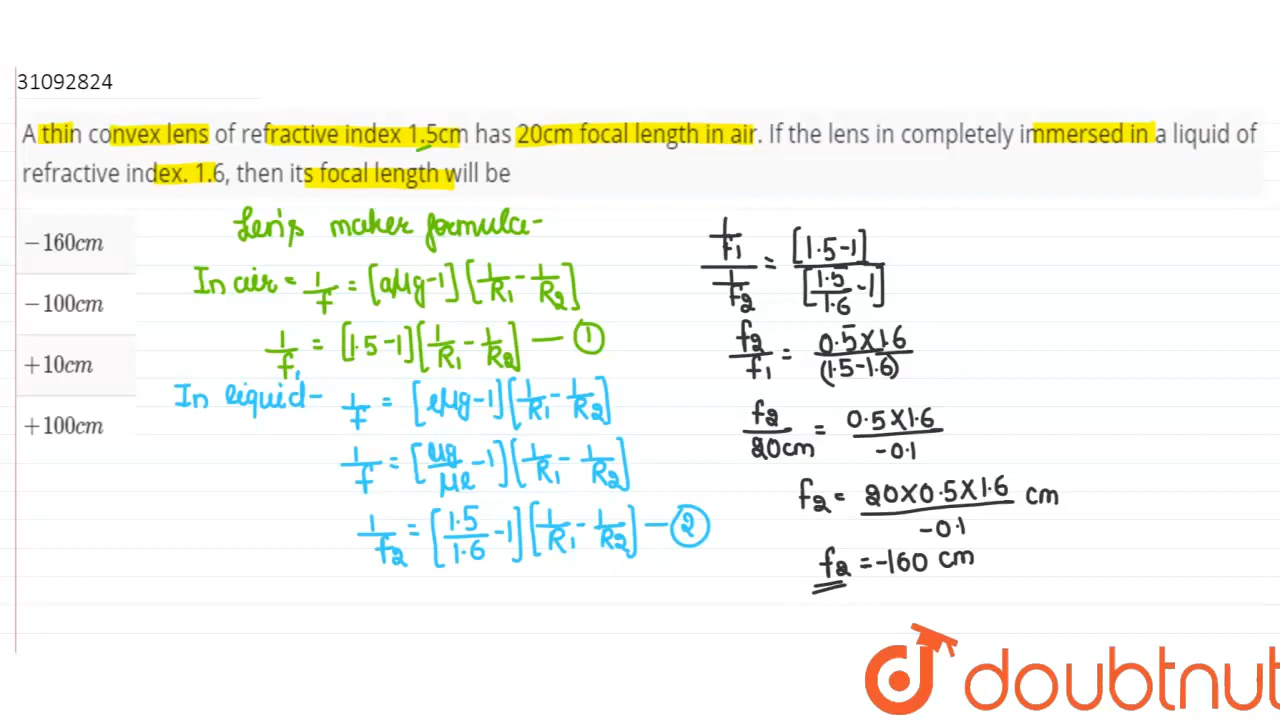 31092824
A thin convex lens of refractive index 1.5cm has 20cm focal length in air. If the lens in completely immersed in a liquid of
refractive index. 1.6, then its focal length will be
−160cm
−100cm
+10cm
+100cm
Len's maker formula-
In air = 1/f = [aμg-1][1/R1 - 1/R2]
1/f1 = [1.5-1][1/R1 - 1/R2] — ①
In liquid- 1/f = [lμg-1][1/R1 - 1/R2]
1/f = [μg/μl - 1][1/R1 - 1/R2]
1/f2 = [1.5/1.6 - 1][1/R1 - 1/R2] — ②
(1/f1)/(1/f2) = [1.5-1]/[1.5/1.6 - 1]
f2/f1 = 0.5×1.6/(1.5-1.6)
f2/20cm = 0.5×1.6/-0.1
f2 = 20×0.5×1.6/-0.1 cm
f2 = -160 cm
doubtnut